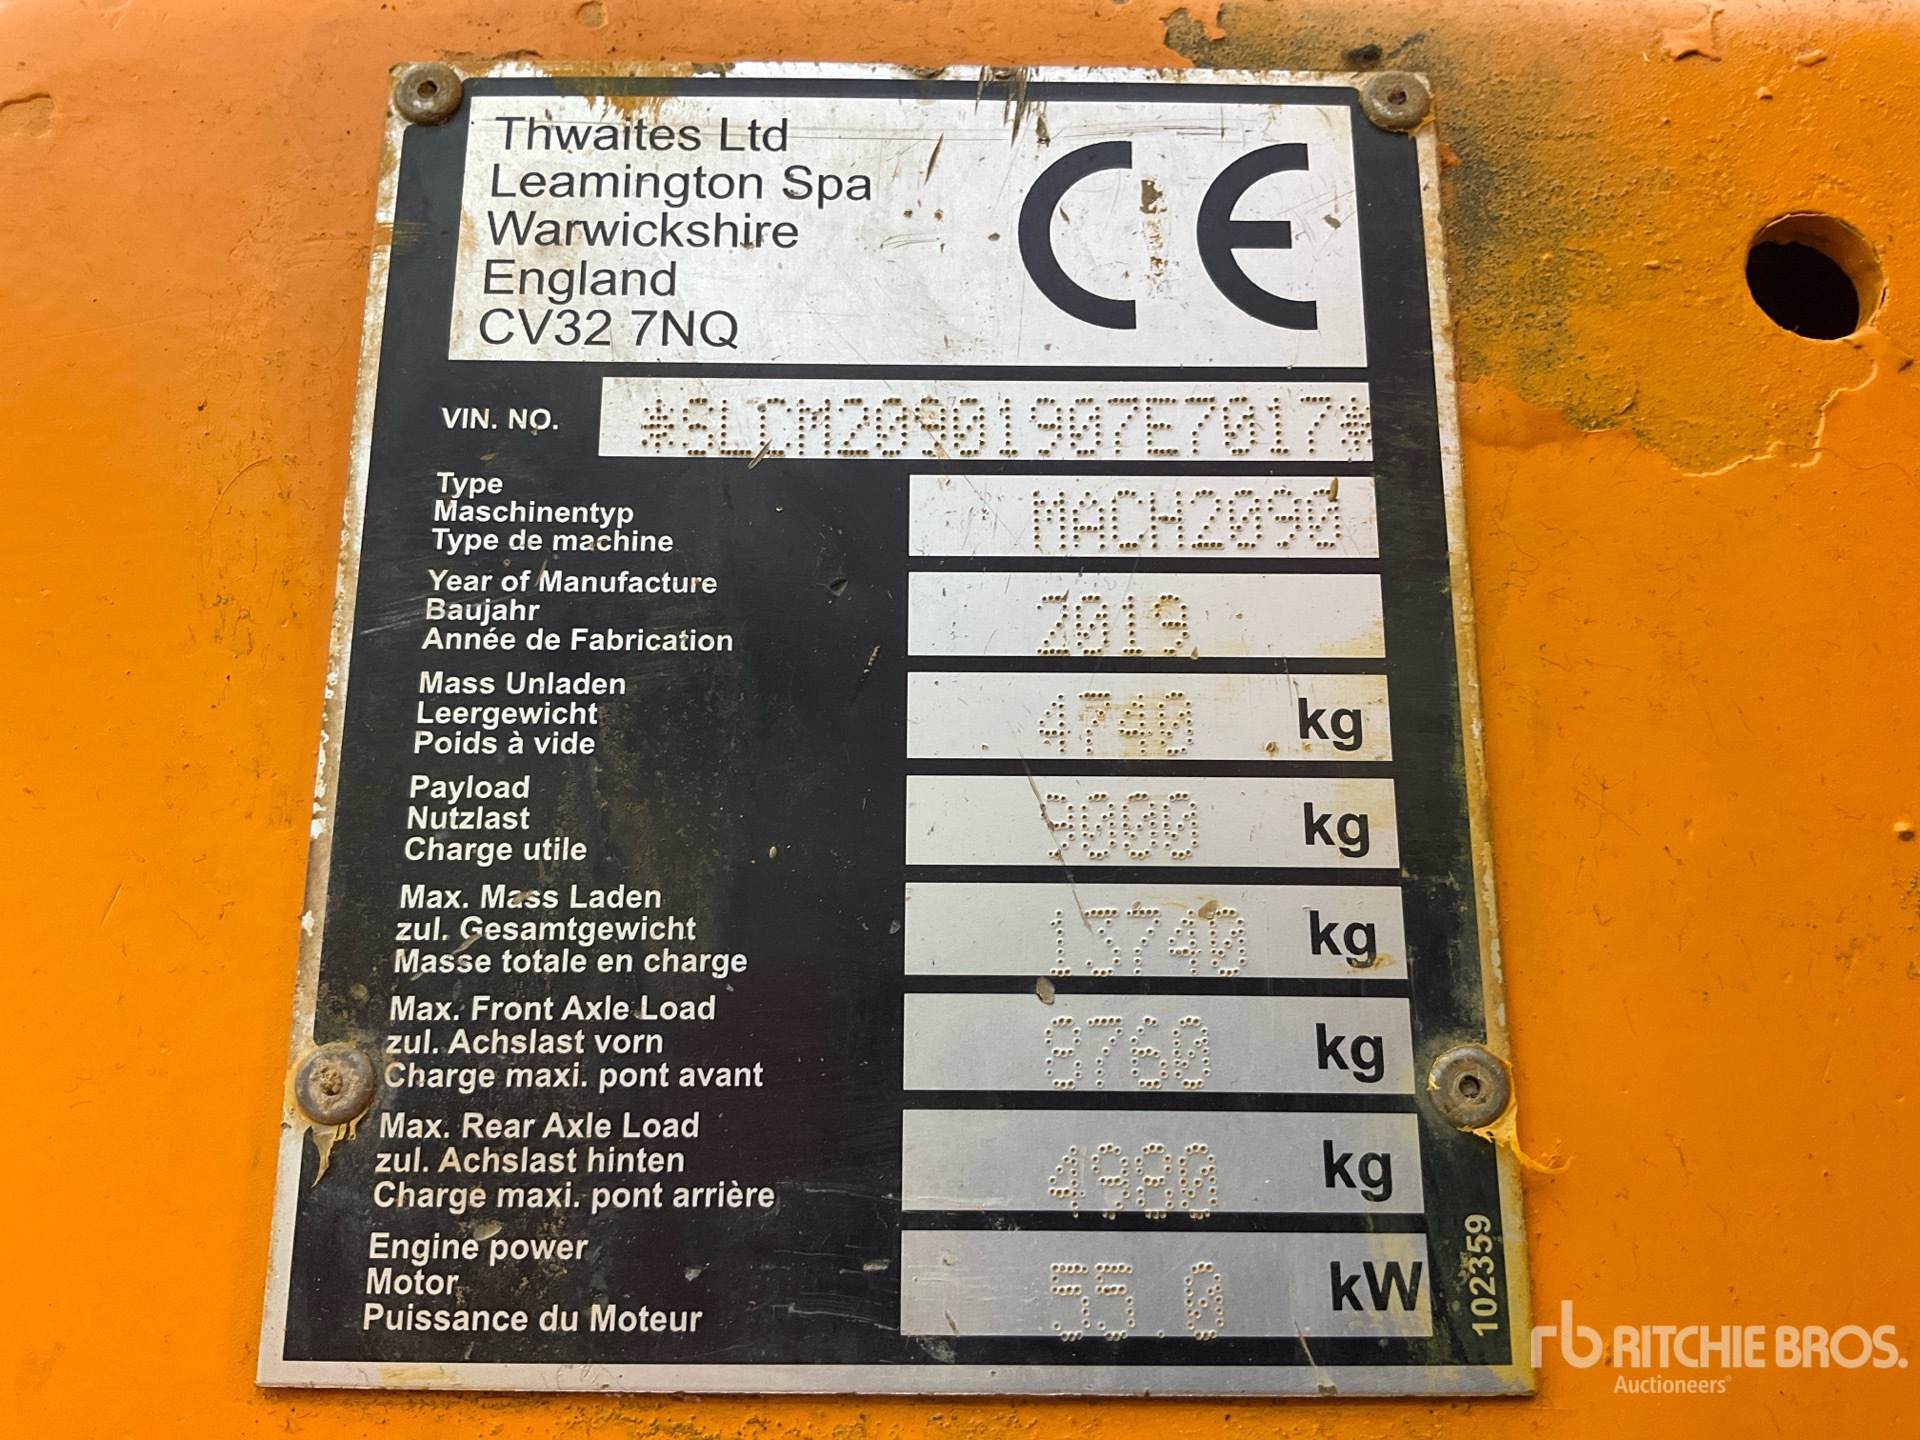 Thwaites Ltd
Leamington Spa
Warwickshire
England
CV32 7NQ
CE
VIN. NO. *SLCM20901907E7017*
Type
Maschinentyp
Type de machine
MACH2090
Year of Manufacture
Baujahr
Année de Fabrication
2019
Mass Unladen
Leergewicht
Poids à vide
4740 kg
Payload
Nutzlast
Charge utile
9000 kg
Max. Mass Laden
zul. Gesamtgewicht
Masse totale en charge
13740 kg
Max. Front Axle Load
zul. Achslast vorn
Charge maxi. pont avant
8760 kg
Max. Rear Axle Load
zul. Achslast hinten
Charge maxi. pont arrière
4980 kg
Engine power
Motor
Puissance du Moteur
55 0 kW
102359
rb RITCHIE BROS.
Auctioneers